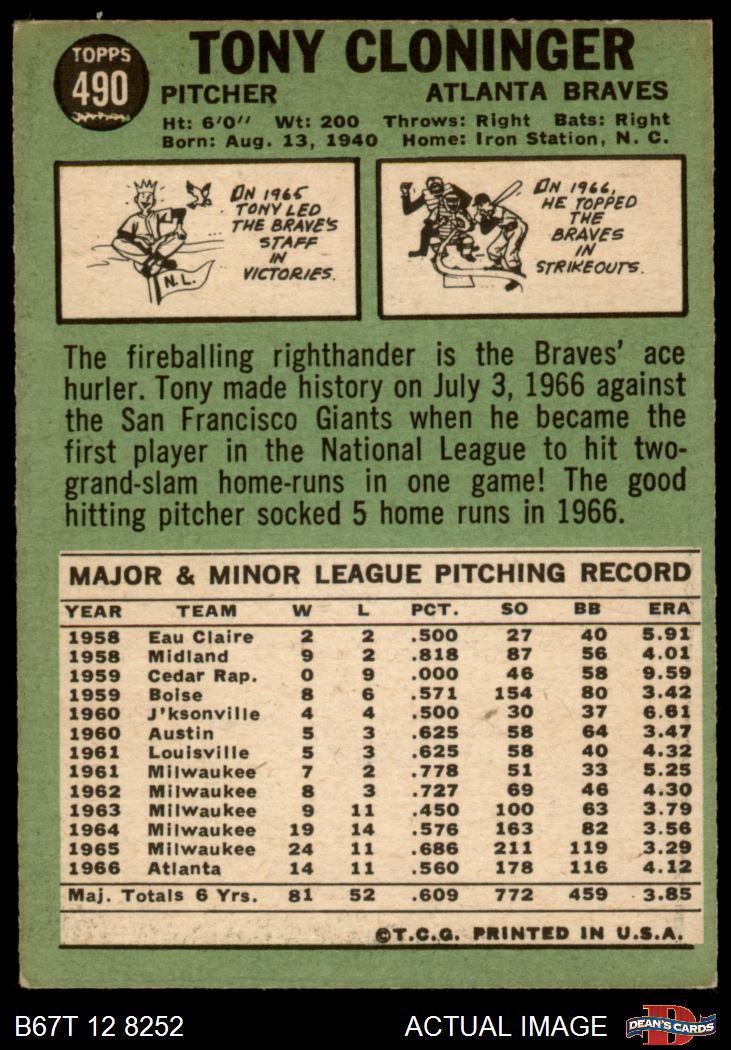 TOPPS
490
TONY CLONINGER
PITCHER ATLANTA BRAVES
Ht: 6'0" Wt: 200 Throws: Right Bats: Right
Born: Aug. 13, 1940 Home: Iron Station, N. C.
ON 1965
TONY LED
THE BRAVE'S
STAFF
IN
VICTORIES.
N.L.
ON 1966,
HE TOPPED
THE
BRAVES
IN
STRIKEOUTS.
The fireballing righthander is the Braves' ace
hurler. Tony made history on July 3, 1966 against
the San Francisco Giants when he became the
first player in the National League to hit two-
grand-slam home-runs in one game! The good
hitting pitcher socked 5 home runs in 1966.
MAJOR & MINOR LEAGUE PITCHING RECORD
YEAR TEAM W L PCT. SO BB ERA
1958 Eau Claire 2 2 .500 27 40 5.91
1958 Midland 9 2 .818 87 56 4.01
1959 Cedar Rap. 0 9 .000 46 58 9.59
1959 Boise 8 6 .571 154 80 3.42
1960 J'ksonville 4 4 .500 30 37 6.61
1960 Austin 5 3 .625 58 64 3.47
1961 Louisville 5 3 .625 58 40 4.32
1961 Milwaukee 7 2 .778 51 33 5.25
1962 Milwaukee 8 3 .727 69 46 4.30
1963 Milwaukee 9 11 .450 100 63 3.79
1964 Milwaukee 19 14 .576 163 82 3.56
1965 Milwaukee 24 11 .686 211 119 3.29
1966 Atlanta 14 11 .560 178 116 4.12
Maj. Totals 6 Yrs. 81 52 .609 772 459 3.85
©T.C.G. PRINTED IN U.S.A.
B67T 12 8252 ACTUAL IMAGE
D
DEAN'S CARDS